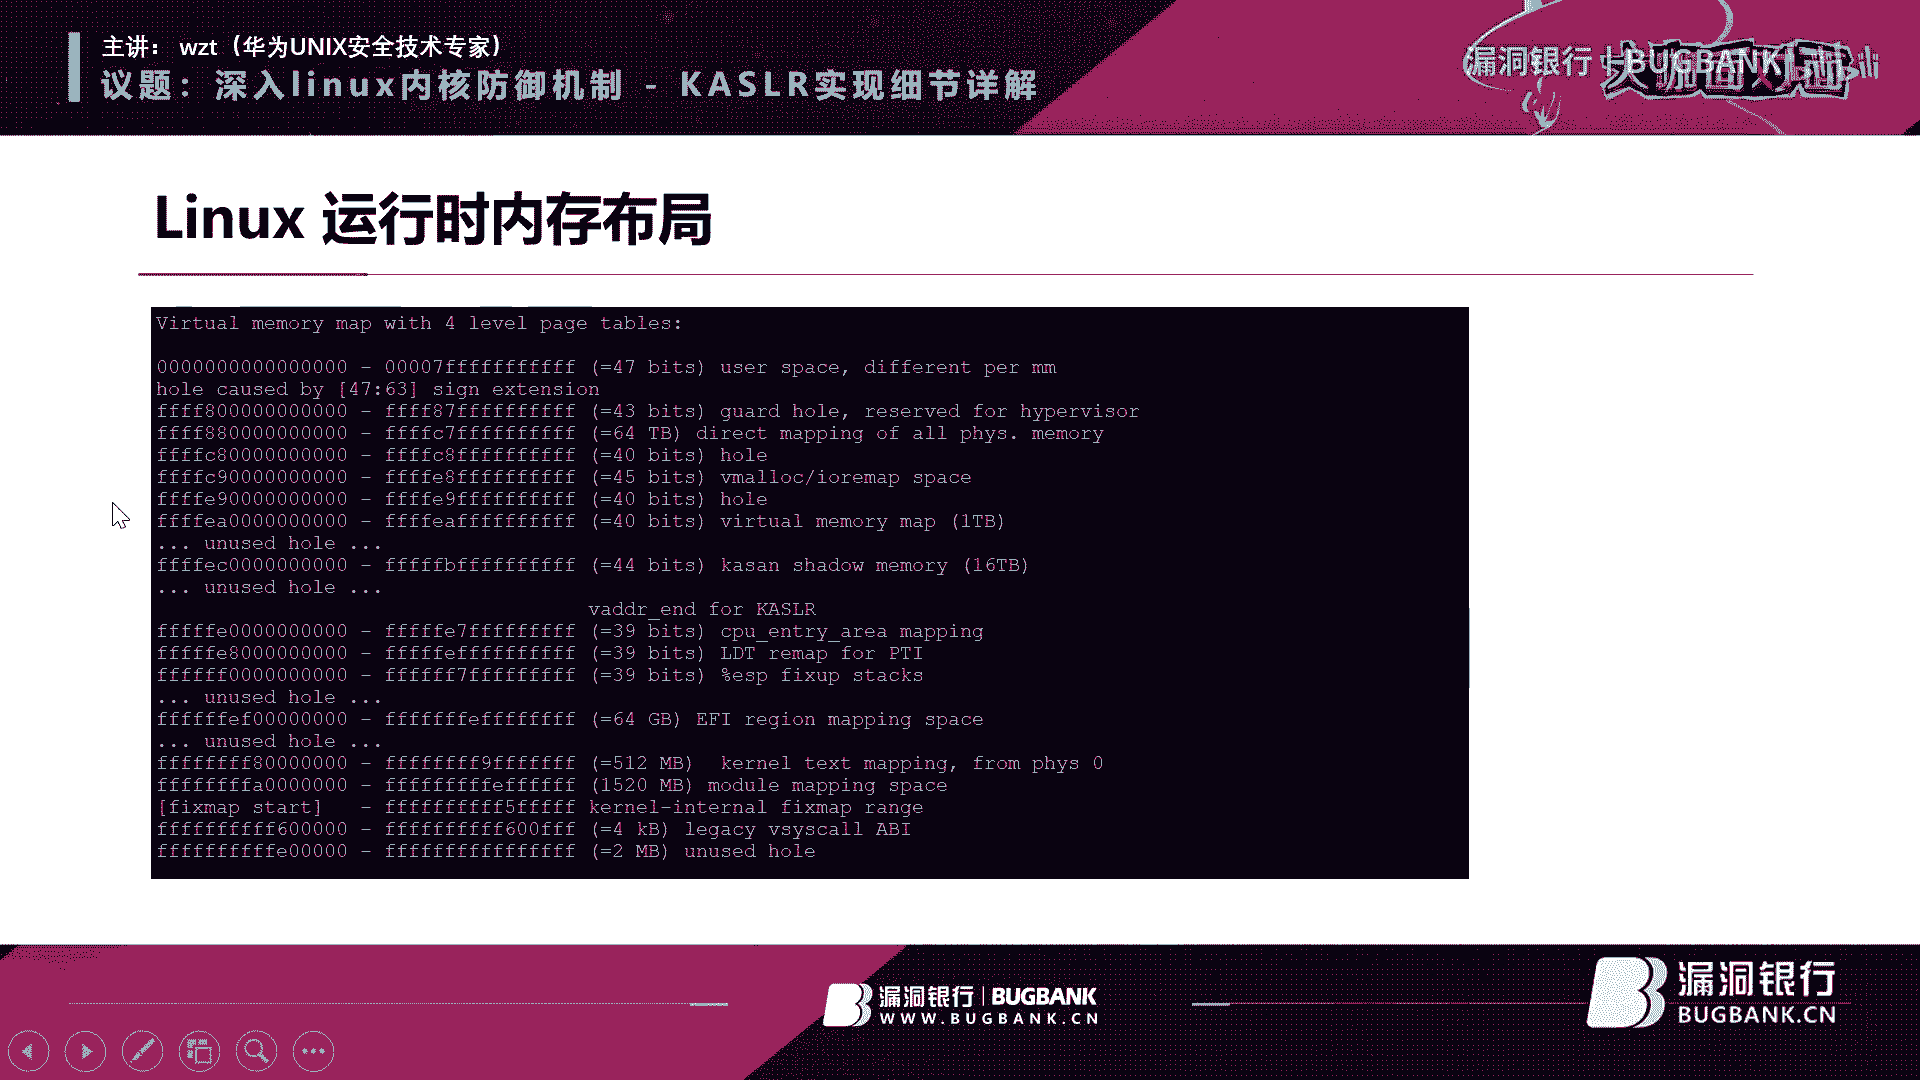 主讲： wzt（华为UNIX安全技术专家）
议题：深入linux内核防御机制 - KASLR实现细节详解
漏洞银行 | BUGBANK
Linux 运行时内存布局
Virtual memory map with 4 level page tables:
0000000000000000 - 00007fffffffffff (=47 bits) user space, different per mm
hole caused by [47:63] sign extension
ffff800000000000 - ffff87ffffffffff (=43 bits) guard hole, reserved for hypervisor
ffff880000000000 - ffffc7ffffffffff (=64 TB) direct mapping of all phys. memory
ffffc80000000000 - ffffc8ffffffffff (=40 bits) hole
ffffc90000000000 - ffffe8ffffffffff (=45 bits) vmalloc/ioremap space
ffffe90000000000 - ffffe9ffffffffff (=40 bits) hole
ffffea0000000000 - ffffeaffffffffff (=40 bits) virtual memory map (1TB)
... unused hole ...
ffffec0000000000 - fffffbffffffffff (=44 bits) kasan shadow memory (16TB)
... unused hole ...
vaddr_end for KASLR
fffffe0000000000 - fffffe7fffffffff (=39 bits) cpu_entry_area mapping
fffffe8000000000 - fffffeffffffffff (=39 bits) LDT remap for PTI
ffffff0000000000 - ffffff7fffffffff (=39 bits) %esp fixup stacks
... unused hole ...
ffffffef00000000 - fffffffeffffffff (=64 GB) EFI region mapping space
... unused hole ...
ffffffff80000000 - ffffffff9fffffff (=512 MB)  kernel text mapping, from phys 0
ffffffffa0000000 - fffffffffeffffff (1520 MB) module mapping space
[fixmap start]   - ffffffffff5fffff kernel-internal fixmap range
ffffffffff600000 - ffffffffff600fff (=4 kB) legacy vsyscall ABI
ffffffffffe00000 - ffffffffffffffff (=2 MB) unused hole
漏洞银行 | BUGBANK
WWW.BUGBANK.CN
漏洞银行
BUGBANK.CN